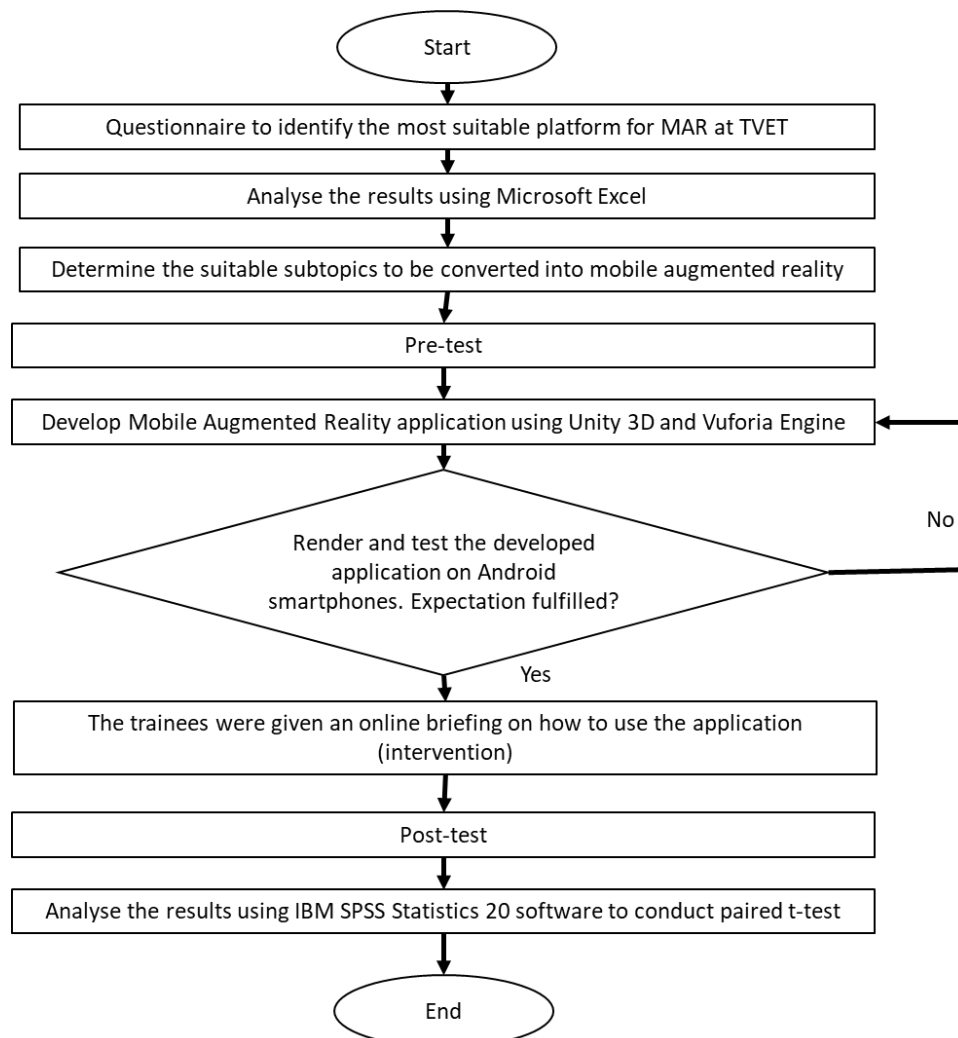 Start
Questionnaire to identify the most suitable platform for MAR at TVET
Analyse the results using Microsoft Excel
Determine the suitable subtopics to be converted into mobile augmented reality
Pre-test
Develop Mobile Augmented Reality application using Unity 3D and Vuforia Engine
No
Render and test the developed
application on Android
smartphones. Expectation fulfilled?
Yes
The trainees were given an online briefing on how to use the application
(intervention)
Post-test
Analyse the results using IBM SPSS Statistics 20 software to conduct paired t-test
End